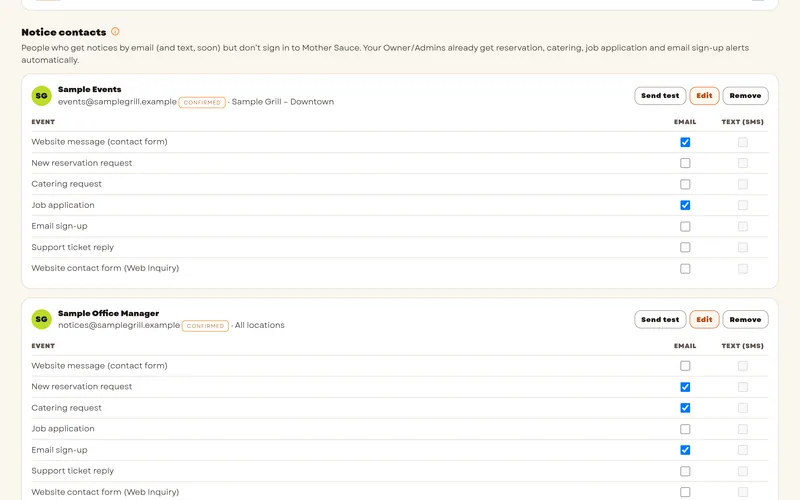 Notice contacts
People who get notices by email (and text, soon) but don't sign in to Mother Sauce. Your Owner/Admins already get reservation, catering, job application and email sign-up alerts
automatically.
SG
Sample Events
events@samplegrill.example CONFIRMED · Sample Grill – Downtown
Send test Edit Remove
EVENT EMAIL TEXT (SMS)
Website message (contact form)
New reservation request
Catering request
Job application
Email sign-up
Support ticket reply
Website contact form (Web Inquiry)
SG
Sample Office Manager
notices@samplegrill.example CONFIRMED · All locations
Send test Edit Remove
EVENT EMAIL TEXT (SMS)
Website message (contact form)
New reservation request
Catering request
Job application
Email sign-up
Support ticket reply
Website contact form (Web Inquiry)